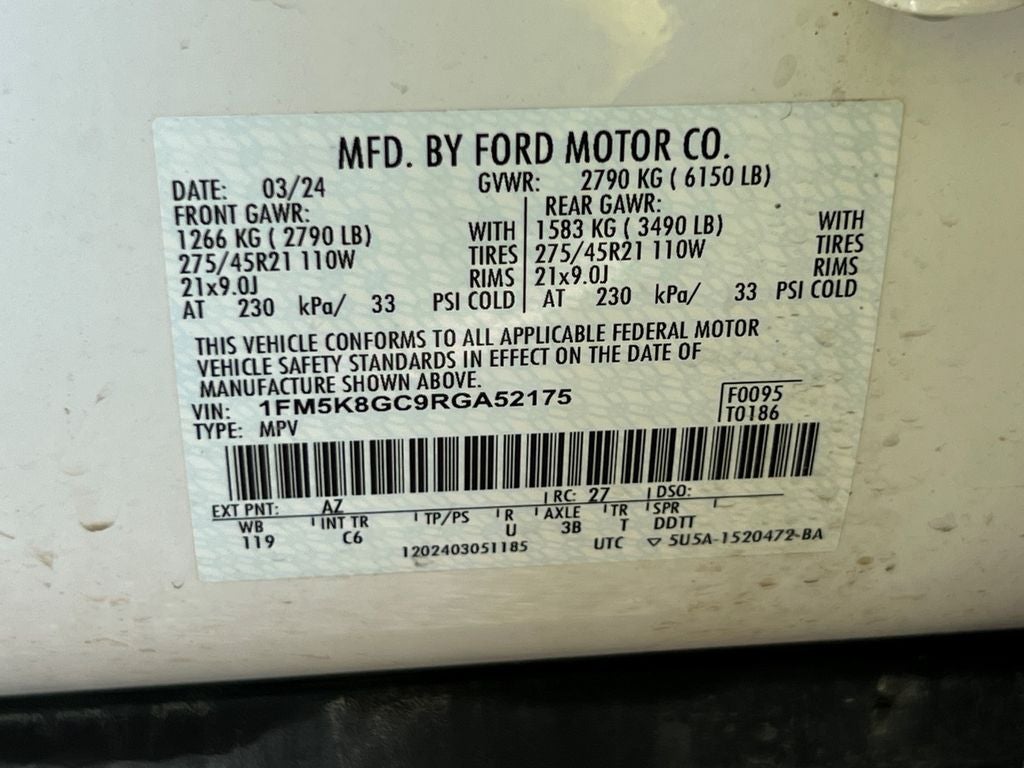 MFD. BY FORD MOTOR CO.
DATE: 03/24 GVWR: 2790 KG ( 6150 LB)
FRONT GAWR: REAR GAWR:
1266 KG ( 2790 LB) WITH 1583 KG ( 3490 LB) WITH
275/45R21 110W TIRES 275/45R21 110W TIRES
21x9.0J RIMS 21x9.0J RIMS
AT 230 kPa/ 33 PSI COLD AT 230 kPa/ 33 PSI COLD
THIS VEHICLE CONFORMS TO ALL APPLICABLE FEDERAL MOTOR
VEHICLE SAFETY STANDARDS IN EFFECT ON THE DATE OF
MANUFACTURE SHOWN ABOVE.
VIN: 1FM5K8GC9RGA52175 F0095
TYPE: MPV T0186
EXT PNT: AZ RC: 27 DSO:
WB INT TR TP/PS R AXLE TR SPR
119 C6 U 3B T DDTT
1202403051185 UTC ▽ 5U5A-1520472-BA